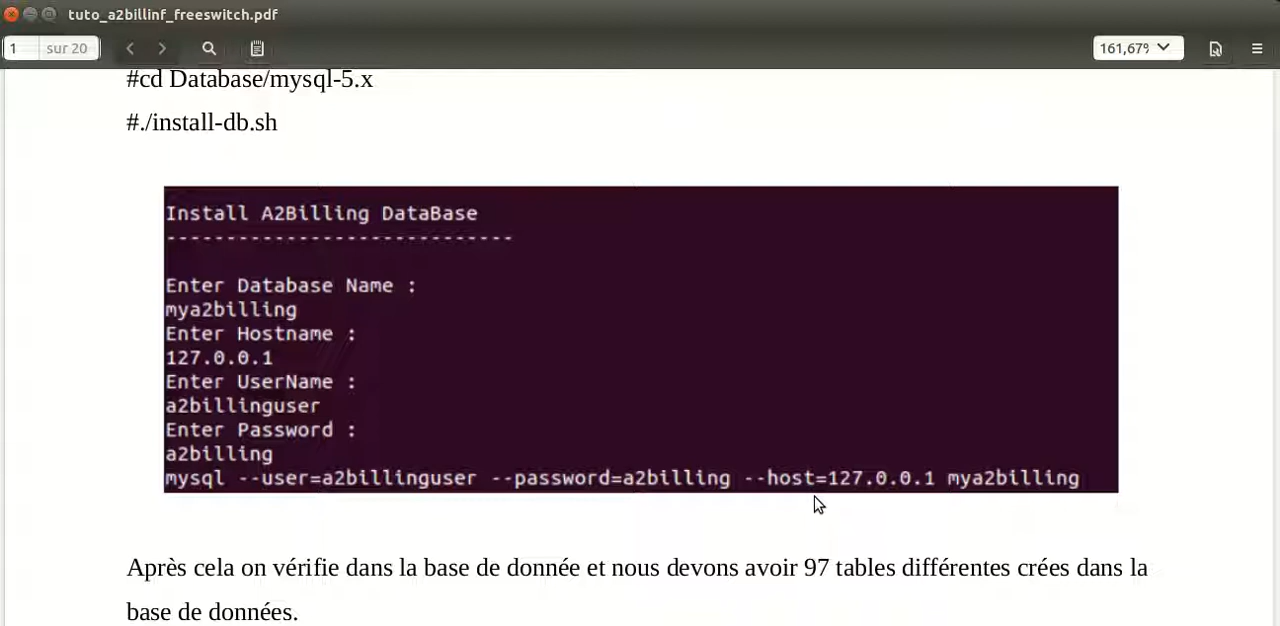 tuto_a2billinf_freeswitch.pdf
1 sur 20 161,67%
#cd Database/mysql-5.x
#./install-db.sh
Install A2Billing DataBase
-----------------------------
Enter Database Name :
mya2billing
Enter Hostname :
127.0.0.1
Enter UserName :
a2billinguser
Enter Password :
a2billing
mysql --user=a2billinguser --password=a2billing --host=127.0.0.1 mya2billing
Après cela on vérifie dans la base de donnée et nous devons avoir 97 tables différentes crées dans la
base de données.